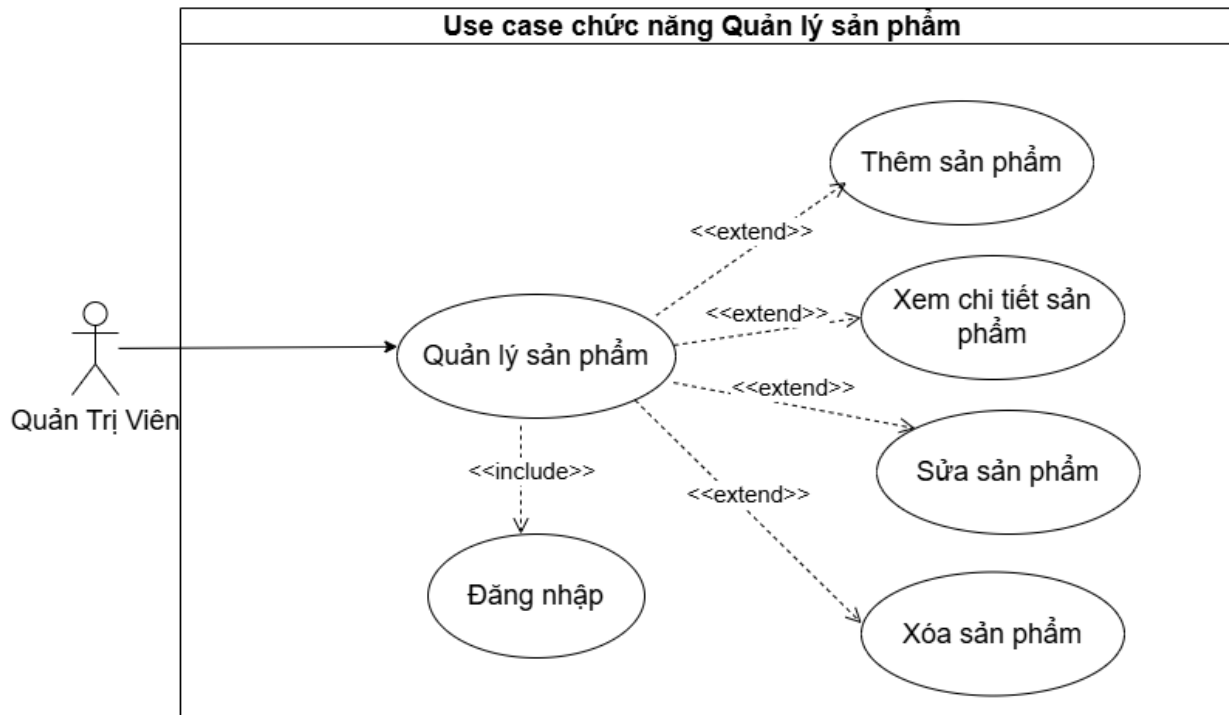 Use case chức năng Quản lý sản phẩm
Thêm sản phẩm
<<extend>>
Xem chi tiết sản
phẩm
<<extend>>
Quản lý sản phẩm
<<extend>>
Quản Trị Viên
Sửa sản phẩm
<<include>>
<<extend>>
Đăng nhập
Xóa sản phẩm